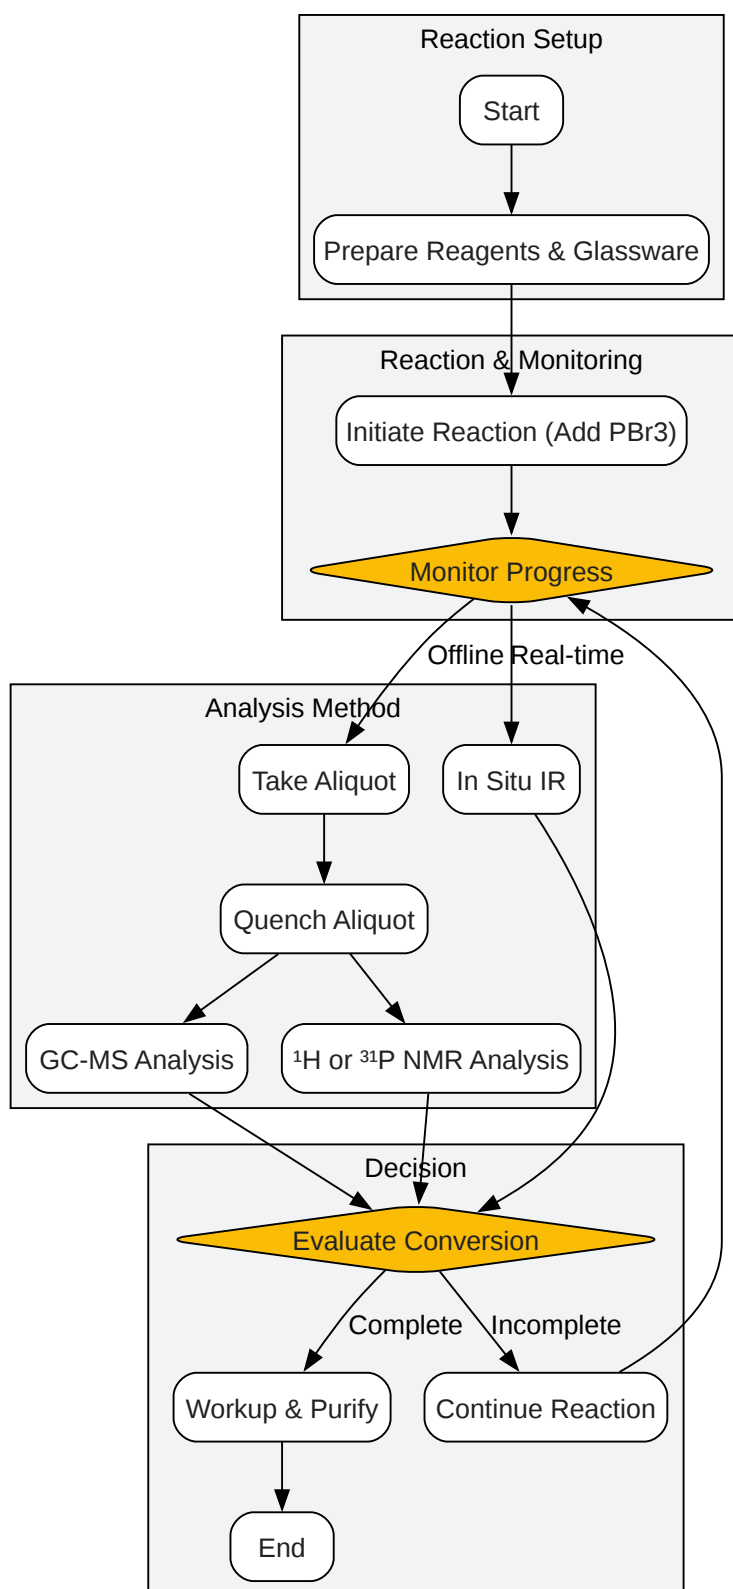 Reaction Setup
Start
Prepare Reagents & Glassware
Reaction & Monitoring
Initiate Reaction (Add PBr3)
Monitor Progress
Offline
Real-time
Analysis Method
Take Aliquot
In Situ IR
Quench Aliquot
GC-MS Analysis
¹H or ³¹P NMR Analysis
Decision
Evaluate Conversion
Complete
Incomplete
Workup & Purify
Continue Reaction
End